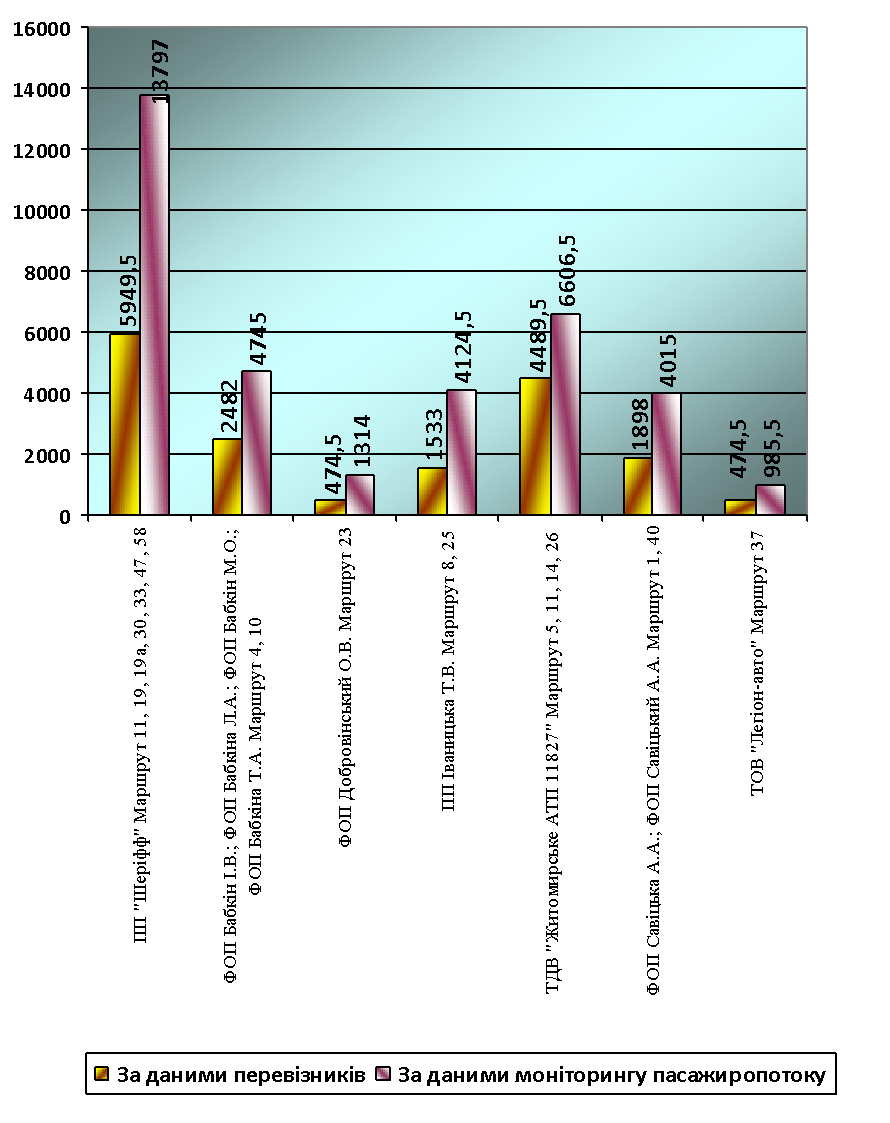 16000
14000
12000
10000
8000
6000
4000
2000
0
5949,5
13797
2482
4745
474,5
1314
1533
4124,5
4489,5
6606,5
1898
4015
474,5
985,5
ПП "Шеріфф" Маршрут 11, 19, 19а, 30, 33, 47, 58
ФОП Бабкін І.В.; ФОП Бабкіна Л.А.; ФОП Бабкін М.О.;
ФОП Бабкіна Т.А. Маршрут 4, 10
ФОП Добровінський О.В. Маршрут 23
ПП Іваницька Т.В. Маршрут 8, 25
ТДВ "Житомирське АТП 11827" Маршрут 5, 11, 14, 26
ФОП Савіцька А.А.; ФОП Савіцький А.А. Маршрут 1, 40
ТОВ "Легіон-авто" Маршрут 37
За даними перевізників
За даними моніторингу пасажиропотоку